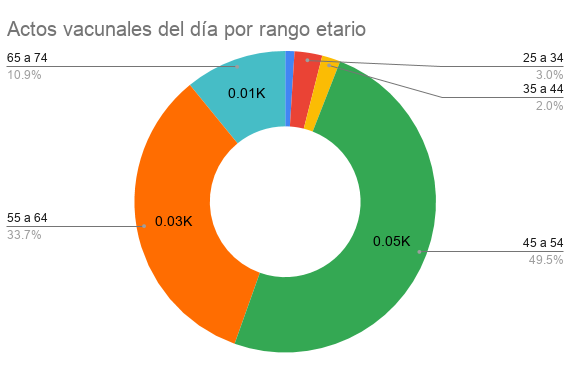 Actos vacunales del día por rango etario
65 a 74
10.9%
25 a 34
3.0%
35 a 44
2.0%
0.01K
55 a 64
33.7%
0.03K
0.05K
45 a 54
49.5%